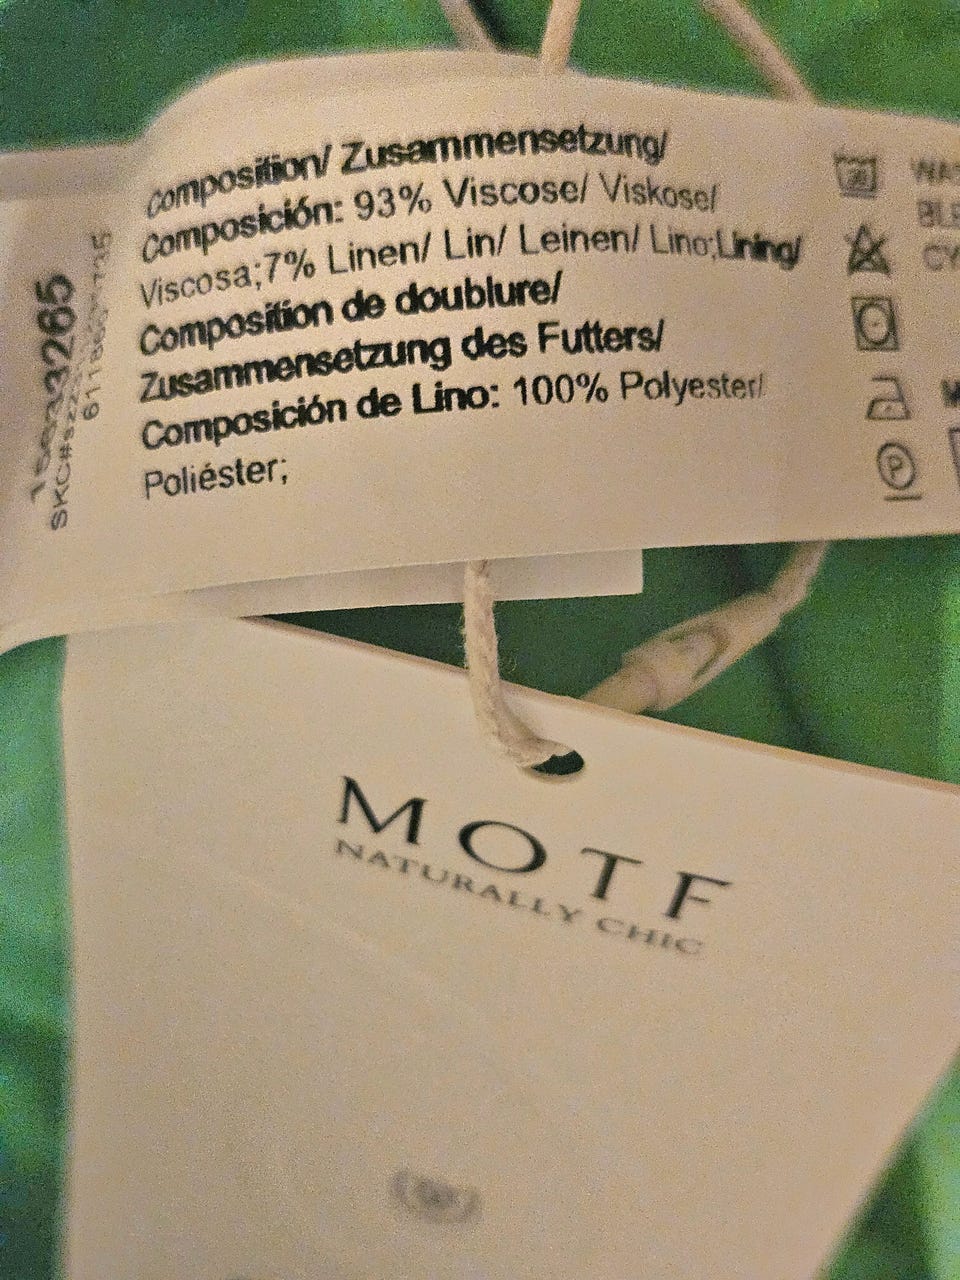 Composition/ Zusammensetzung/
Composición: 93% Viscose/ Viskose/
Viscosa;7% Linen/ Lin/ Leinen/ Lino;Lining/
Composition de doublure/
Zusammensetzung des Futters/
Composición de Lino: 100% Polyester/
Poliéster;
P
MOTF
NATURALLY CHIC